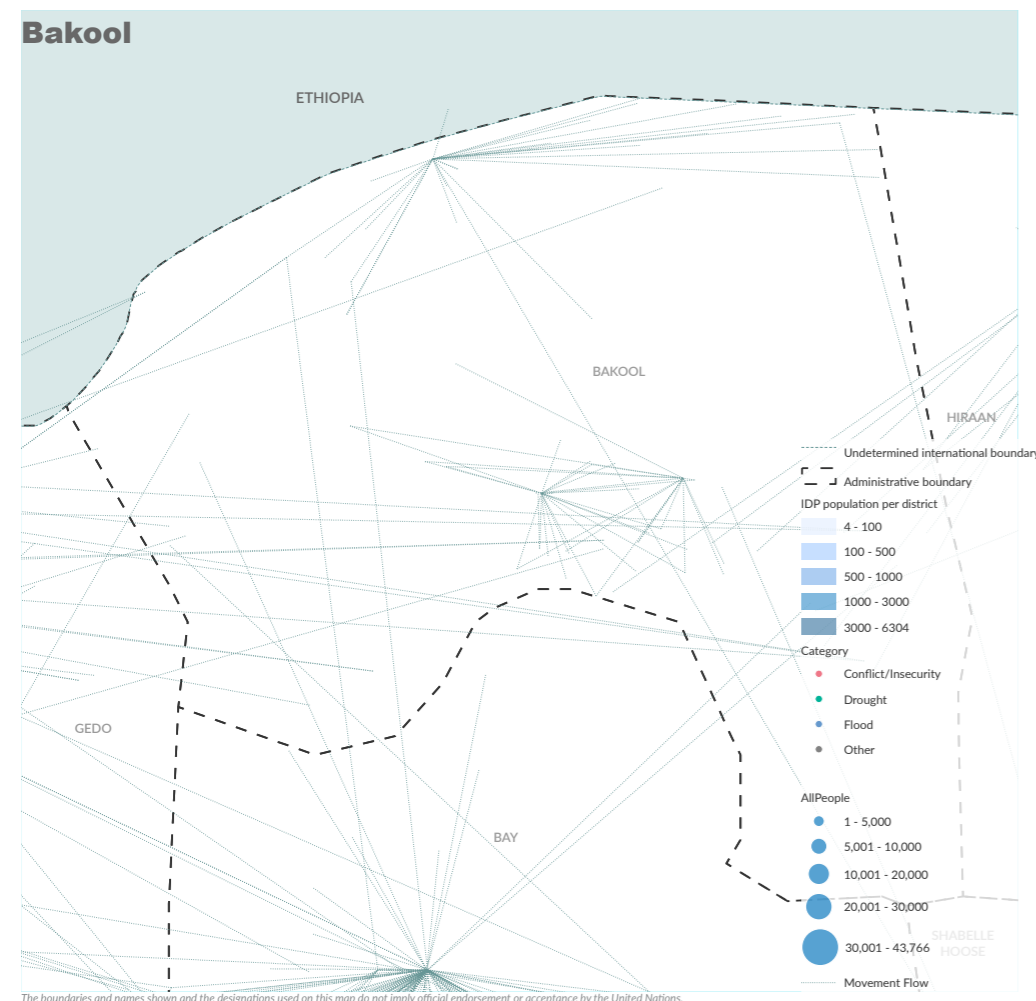 Bakool
ETHIOPIA
BAKOOL
HIRAAN
Undetermined international boundary
Administrative boundary
IDP population per district
4 - 100
100 - 500
500 - 1000
1000 - 3000
3000 - 6304
Category
Conflict/Insecurity
Drought
Flood
Other
GEDO
BAY
AllPeople
1 - 5,000
5,001 - 10,000
10,001 - 20,000
20,001 - 30,000
30,001 - 43,766
SHABELLE
HOOSE
Movement Flow
The boundaries and names shown and the designations used on this map do not imply official endorsement or acceptance by the United Nations.